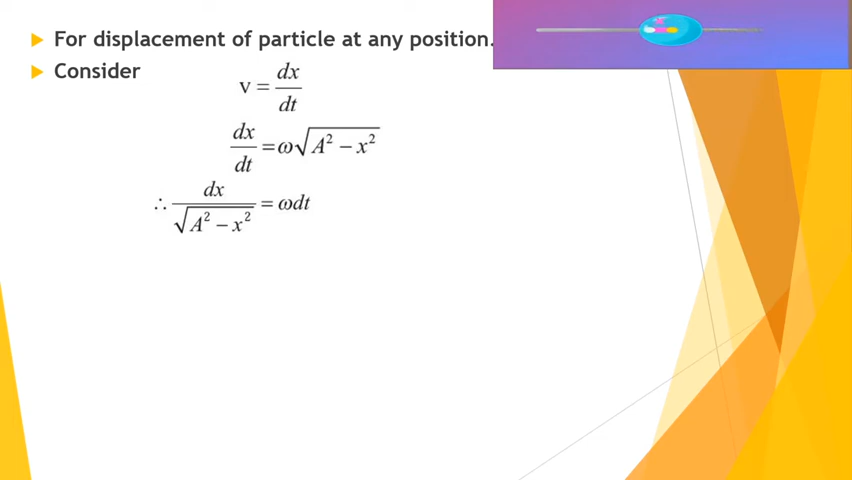 For displacement of particle at any position.
Consider
v = dx/dt
dx/dt = ω√(A² − x²)
∴ dx/√(A² − x²) = ωdt